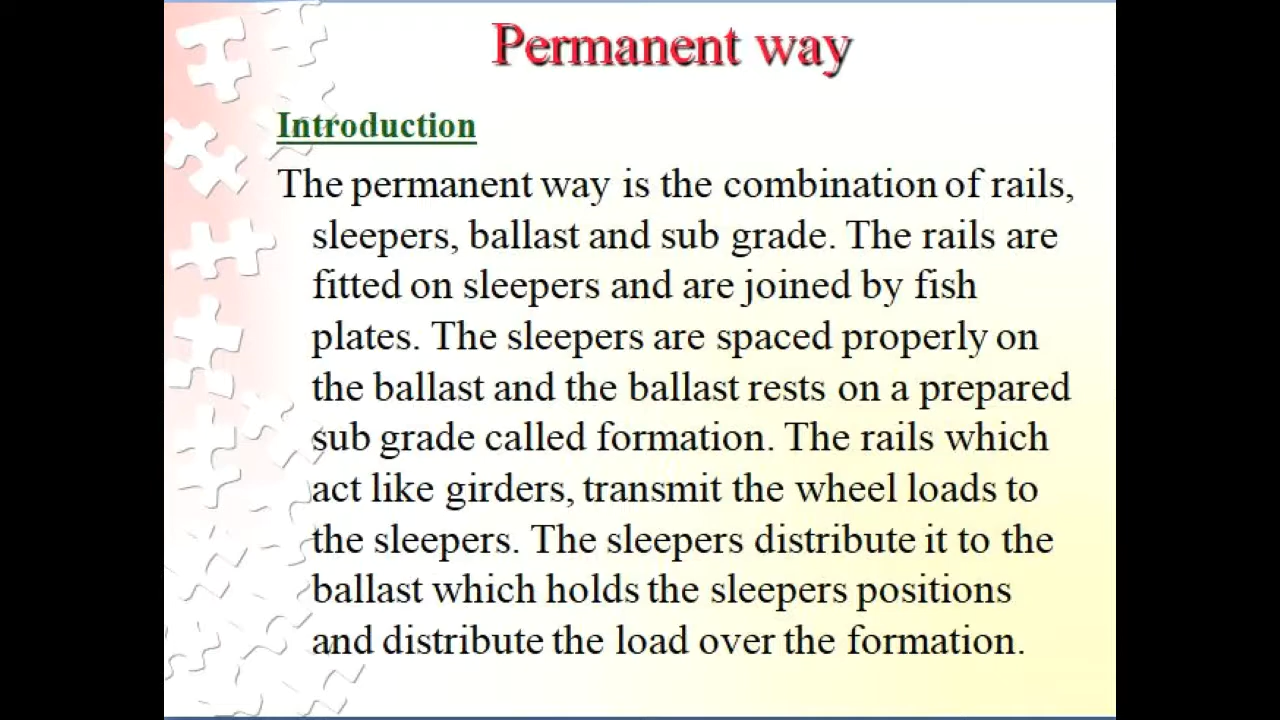 Permanent way
Introduction
The permanent way is the combination of rails,
sleepers, ballast and sub grade. The rails are
fitted on sleepers and are joined by fish
plates. The sleepers are spaced properly on
the ballast and the ballast rests on a prepared
sub grade called formation. The rails which
act like girders, transmit the wheel loads to
the sleepers. The sleepers distribute it to the
ballast which holds the sleepers positions
and distribute the load over the formation.